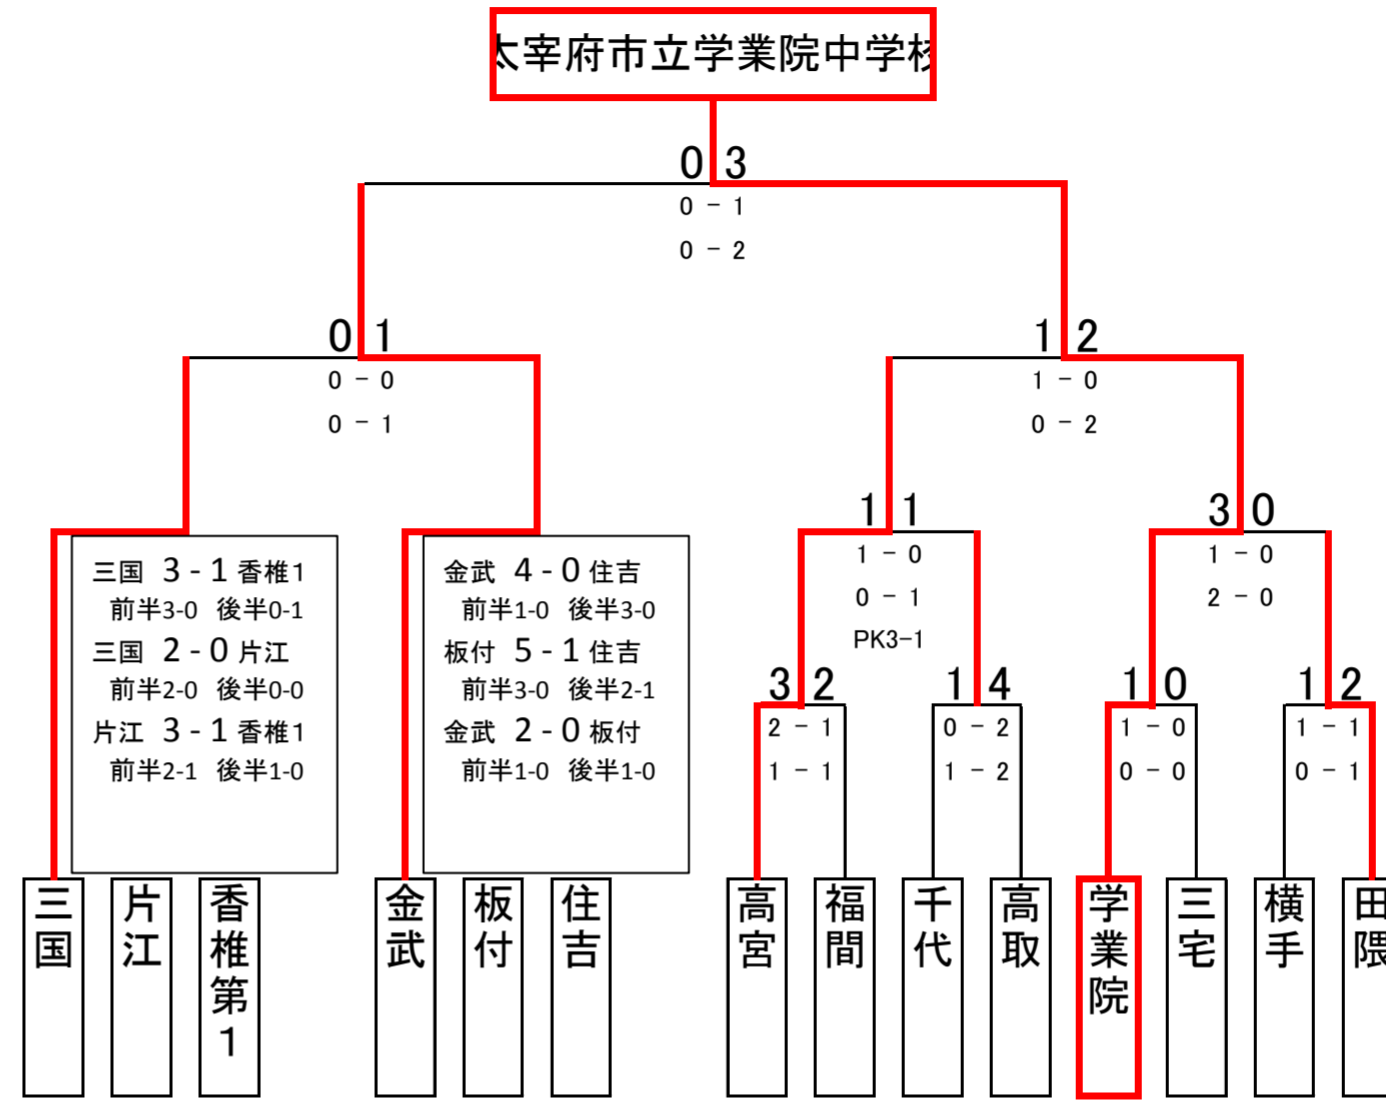 太宰府市立学業院中学校
0 3
0 - 1
0 - 2
0 1
0 - 0
0 - 1
1 2
1 - 0
0 - 2
1 1
1 - 0
0 - 1
PK3-1
3 0
1 - 0
2 - 0
三国 3 - 1 香椎1
前半3-0 後半0-1
三国 2 - 0 片江
前半2-0 後半0-0
片江 3 - 1 香椎1
前半2-1 後半1-0
金武 4 - 0 住吉
前半1-0 後半3-0
板付 5 - 1 住吉
前半3-0 後半2-1
金武 2 - 0 板付
前半1-0 後半1-0
3 2
2 - 1
1 - 1
1 4
0 - 2
1 - 2
1 0
1 - 0
0 - 0
1 2
1 - 1
0 - 1
三国
片江
香椎第1
金武
板付
住吉
高宮
福間
千代
高取
学業院
三宅
横手
田隈